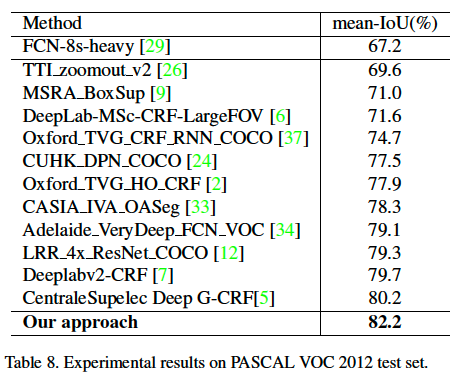 Method mean-IoU(%)
FCN-8s-heavy [29] 67.2
TTI_zoomout_v2 [26] 69.6
MSRA_BoxSup [9] 71.0
DeepLab-MSc-CRF-LargeFOV [6] 71.6
Oxford_TVG_CRF_RNN_COCO [37] 74.7
CUHK_DPN_COCO [24] 77.5
Oxford_TVG_HO_CRF [2] 77.9
CASIA_IVA_OASeg [33] 78.3
Adelaide_VeryDeep_FCN_VOC [34] 79.1
LRR_4x_ResNet_COCO [12] 79.3
Deeplabv2-CRF [7] 79.7
CentraleSupelec Deep G-CRF[5] 80.2
Our approach 82.2
Table 8. Experimental results on PASCAL VOC 2012 test set.